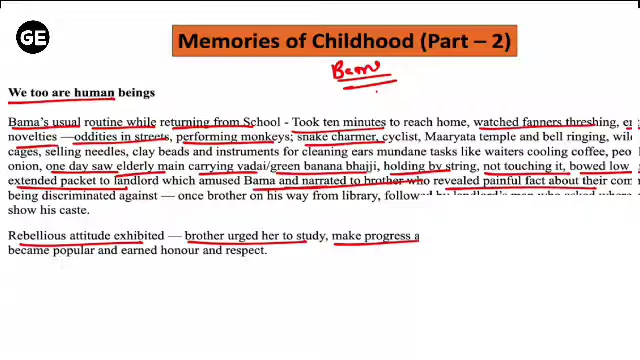 GE
Memories of Childhood (Part – 2)
Bama
We too are human beings
Bama's usual routine while returning from School - Took ten minutes to reach home, watched fanners threshing,
novelties —oddities in streets, performing monkeys; snake charmer, cyclist, Maaryata temple and bell ringing,
cages, selling needles, clay beads and instruments for cleaning ears mundane tasks like waiters cooling coffee,
onion, one day saw elderly main carrying vadai/green banana bhajji, holding by string, not touching it, bowed low
extended packet to landlord which amused Bama and narrated to brother who revealed painful fact about their
being discriminated against — once brother on his way from library, followed by landlord's man who asked where
show his caste.
Rebellious attitude exhibited — brother urged her to study, make progress
became popular and earned honour and respect.